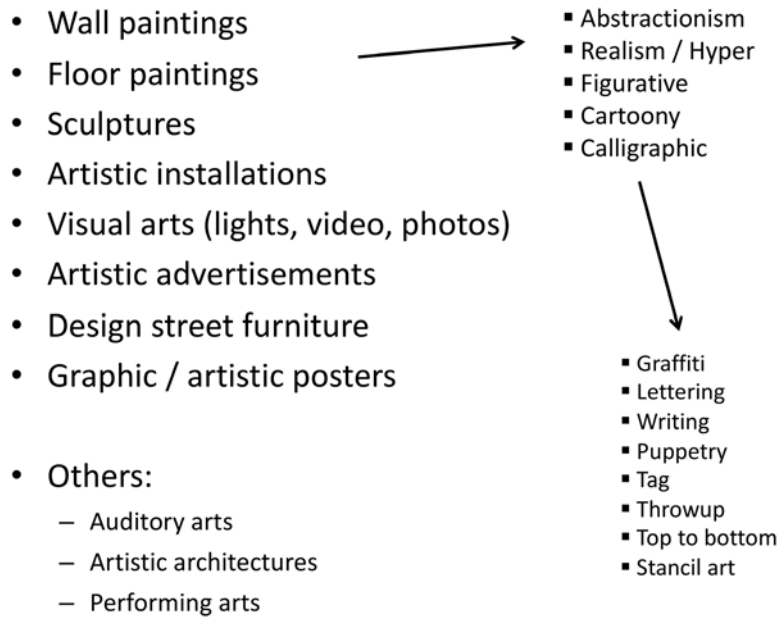 • Wall paintings
• Floor paintings
• Sculptures
• Artistic installations
• Visual arts (lights, video, photos)
• Artistic advertisements
• Design street furniture
• Graphic / artistic posters
• Others:
– Auditory arts
– Artistic architectures
– Performing arts
▪ Abstractionism
▪ Realism / Hyper
▪ Figurative
▪ Cartoony
▪ Calligraphic
▪ Graffiti
▪ Lettering
▪ Writing
▪ Puppetry
▪ Tag
▪ Throwup
▪ Top to bottom
▪ Stancil art